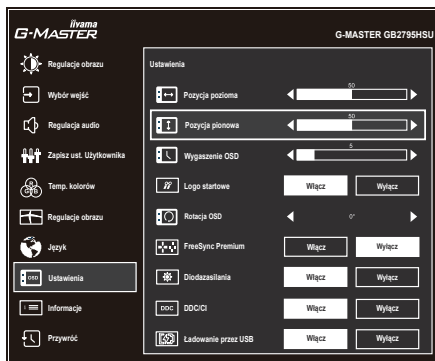 iiyama
G-MASTER
G-MASTER GB2795HSU
Regulacje obrazu
Wybór wejść
Regulacja audio
Zapisz ust. Użytkownika
Temp. kolorów
R
G B
Regulacje obrazu
Język
OSD Ustawienia
Informacje
Przywróć
Ustawienia
Pozycja pozioma 50
Pozycja pionowa 50
Wygaszenie OSD 5
Logo startowe Włącz Wyłącz
Rotacja OSD 0°
FreeSync Premium Włącz Wyłącz
Diodazasilania Włącz Wyłącz
DDC DDC/CI Włącz Wyłącz
Ładowanie przez USB Włącz Wyłącz